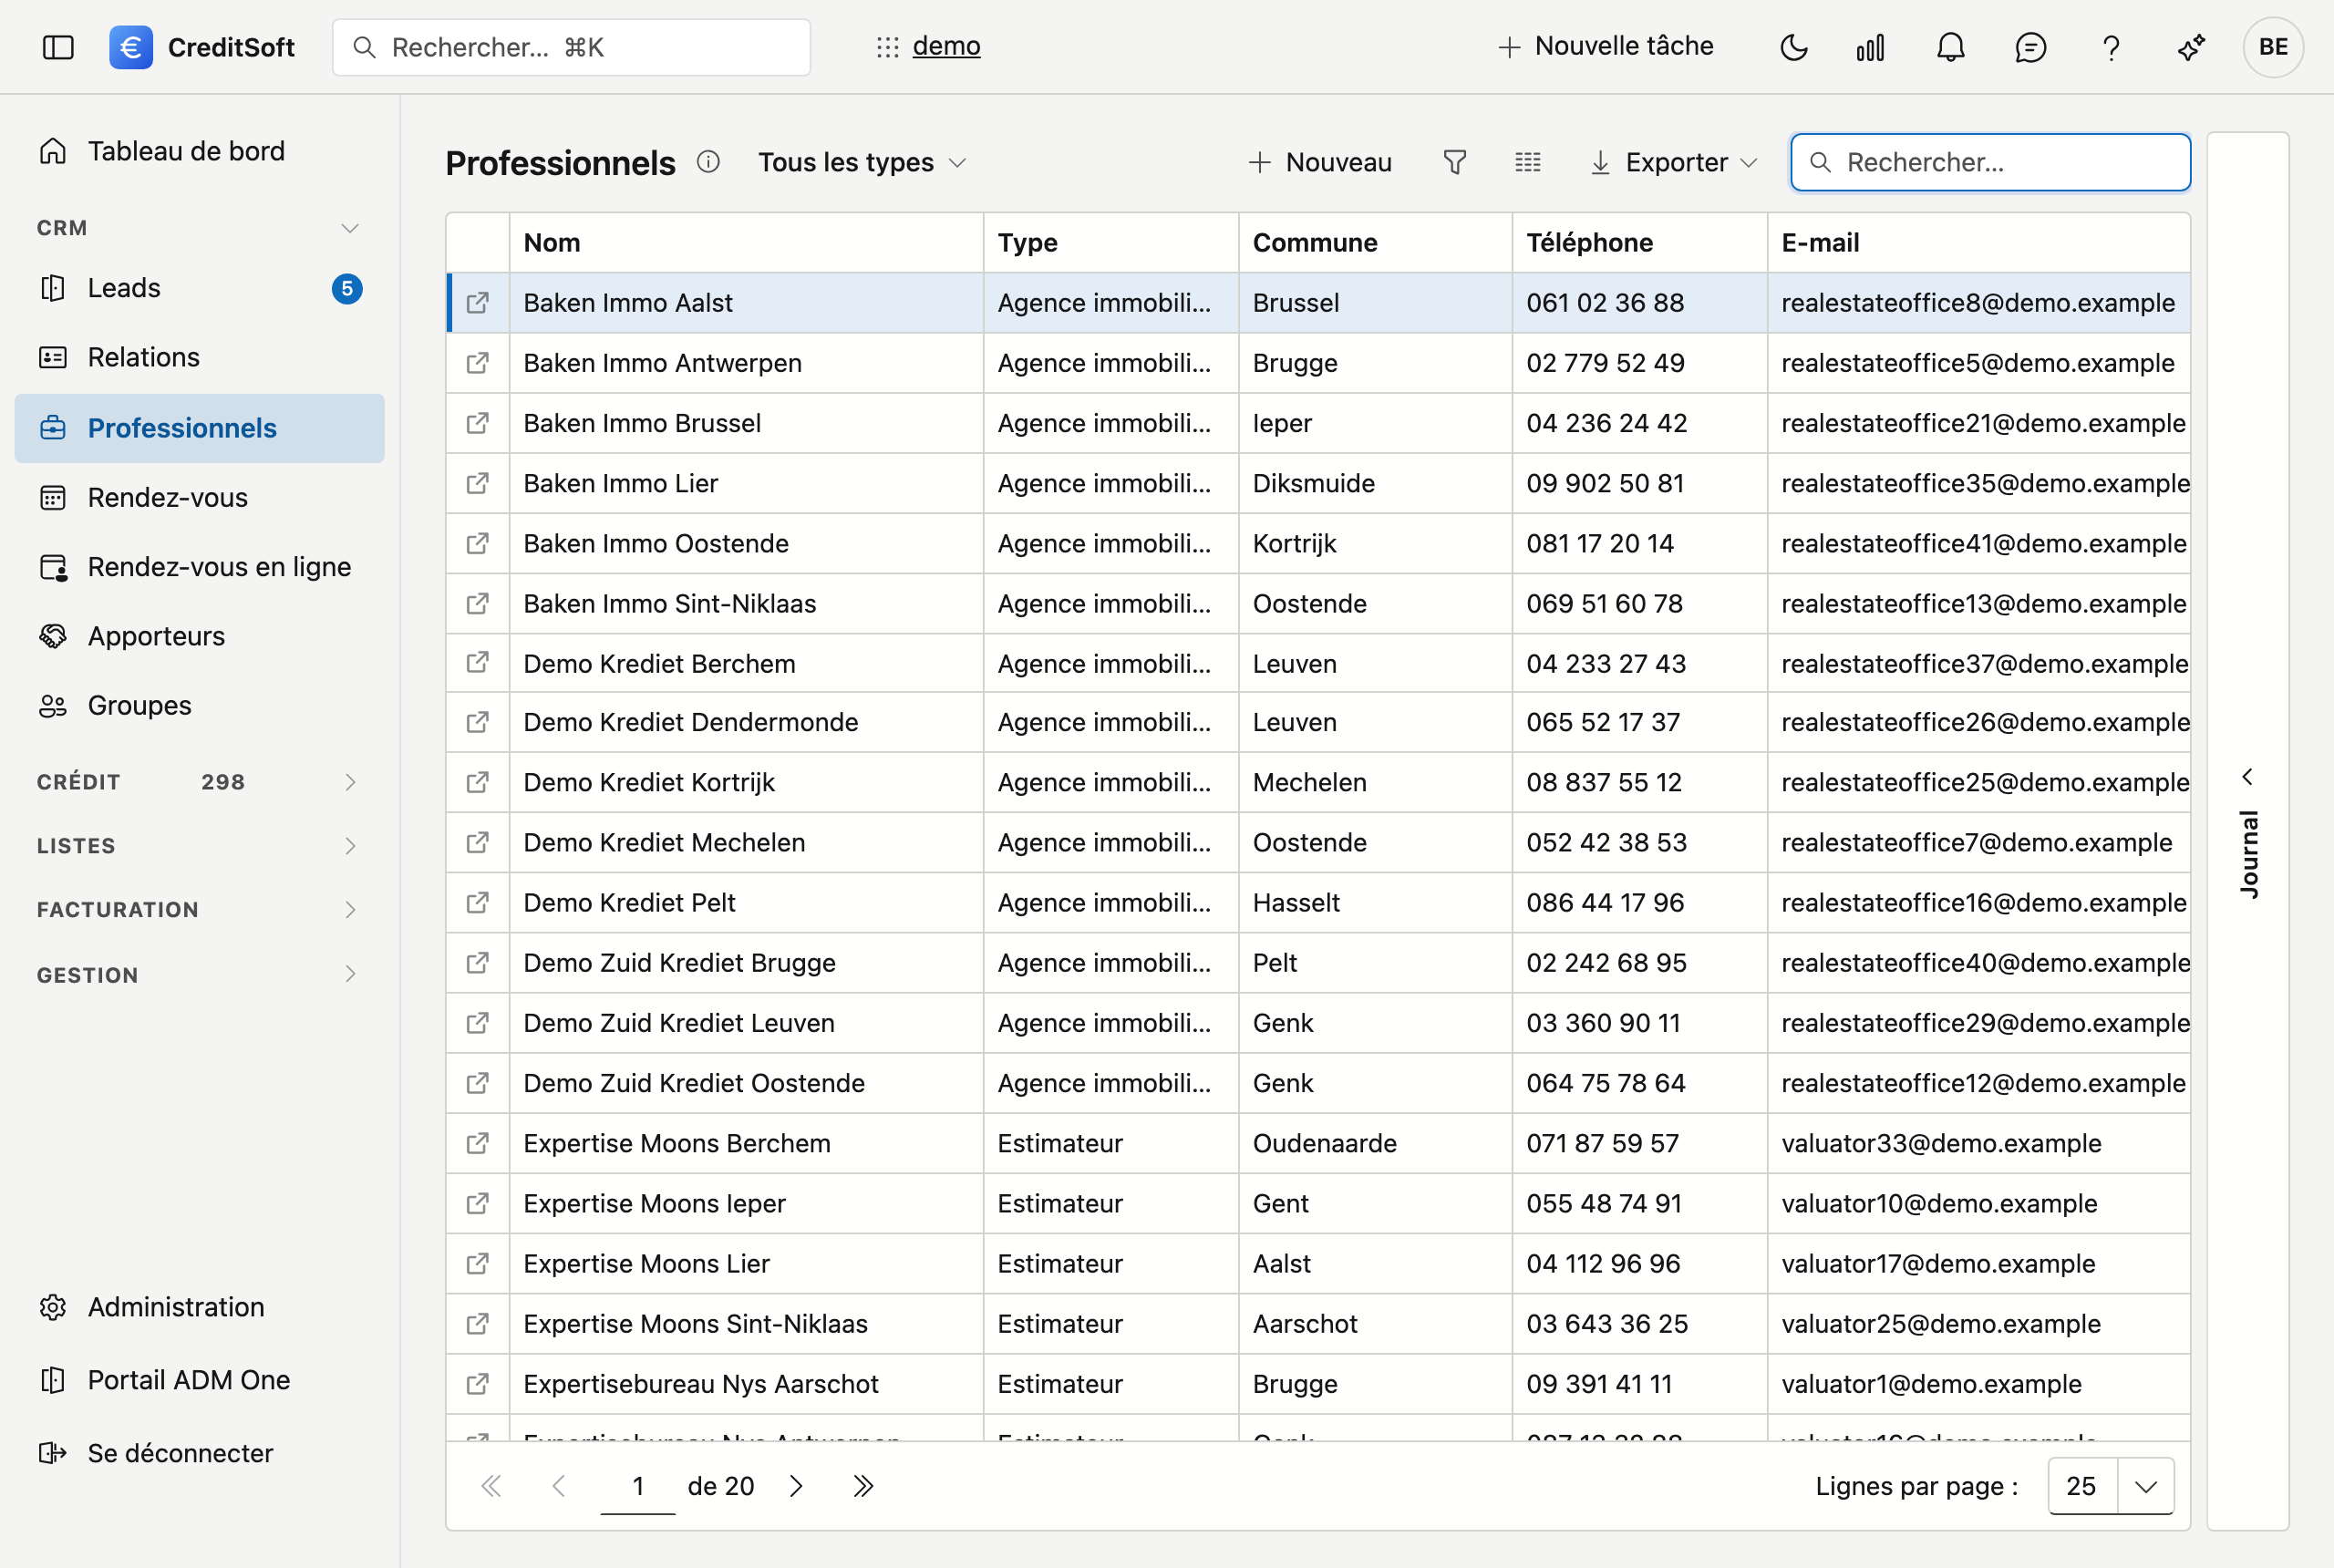 CreditSoft
Rechercher... ⌘K
demo
Nouvelle tâche
BE
Tableau de bord
CRM
Leads 5
Relations
Professionnels
Rendez-vous
Rendez-vous en ligne
Apporteurs
Groupes
CRÉDIT 298
LISTES
FACTURATION
GESTION
Administration
Portail ADM One
Se déconnecter
Professionnels
Tous les types
Nouveau
Exporter
Rechercher...
Nom Type Commune Téléphone E-mail
Baken Immo Aalst Agence immobili... Brussel 061 02 36 88 realestateoffice8@demo.example
Baken Immo Antwerpen Agence immobili... Brugge 02 779 52 49 realestateoffice5@demo.example
Baken Immo Brussel Agence immobili... Ieper 04 236 24 42 realestateoffice21@demo.example
Baken Immo Lier Agence immobili... Diksmuide 09 902 50 81 realestateoffice35@demo.example
Baken Immo Oostende Agence immobili... Kortrijk 081 17 20 14 realestateoffice41@demo.example
Baken Immo Sint-Niklaas Agence immobili... Oostende 069 51 60 78 realestateoffice13@demo.example
Demo Krediet Berchem Agence immobili... Leuven 04 233 27 43 realestateoffice37@demo.example
Demo Krediet Dendermonde Agence immobili... Leuven 065 52 17 37 realestateoffice26@demo.example
Demo Krediet Kortrijk Agence immobili... Mechelen 08 837 55 12 realestateoffice25@demo.example
Demo Krediet Mechelen Agence immobili... Oostende 052 42 38 53 realestateoffice7@demo.example
Demo Krediet Pelt Agence immobili... Hasselt 086 44 17 96 realestateoffice16@demo.example
Demo Zuid Krediet Brugge Agence immobili... Pelt 02 242 68 95 realestateoffice40@demo.example
Demo Zuid Krediet Leuven Agence immobili... Genk 03 360 90 11 realestateoffice29@demo.example
Demo Zuid Krediet Oostende Agence immobili... Genk 064 75 78 64 realestateoffice12@demo.example
Expertise Moons Berchem Estimateur Oudenaarde 071 87 59 57 valuator33@demo.example
Expertise Moons Ieper Estimateur Gent 055 48 74 91 valuator10@demo.example
Expertise Moons Lier Estimateur Aalst 04 112 96 96 valuator17@demo.example
Expertise Moons Sint-Niklaas Estimateur Aarschot 03 643 36 25 valuator25@demo.example
Expertisebureau Nys Aarschot Estimateur Brugge 09 391 41 11 valuator1@demo.example
Expertisebureau Nys Antwerpen Estimateur
1 de 20
Lignes par page : 25
Journal